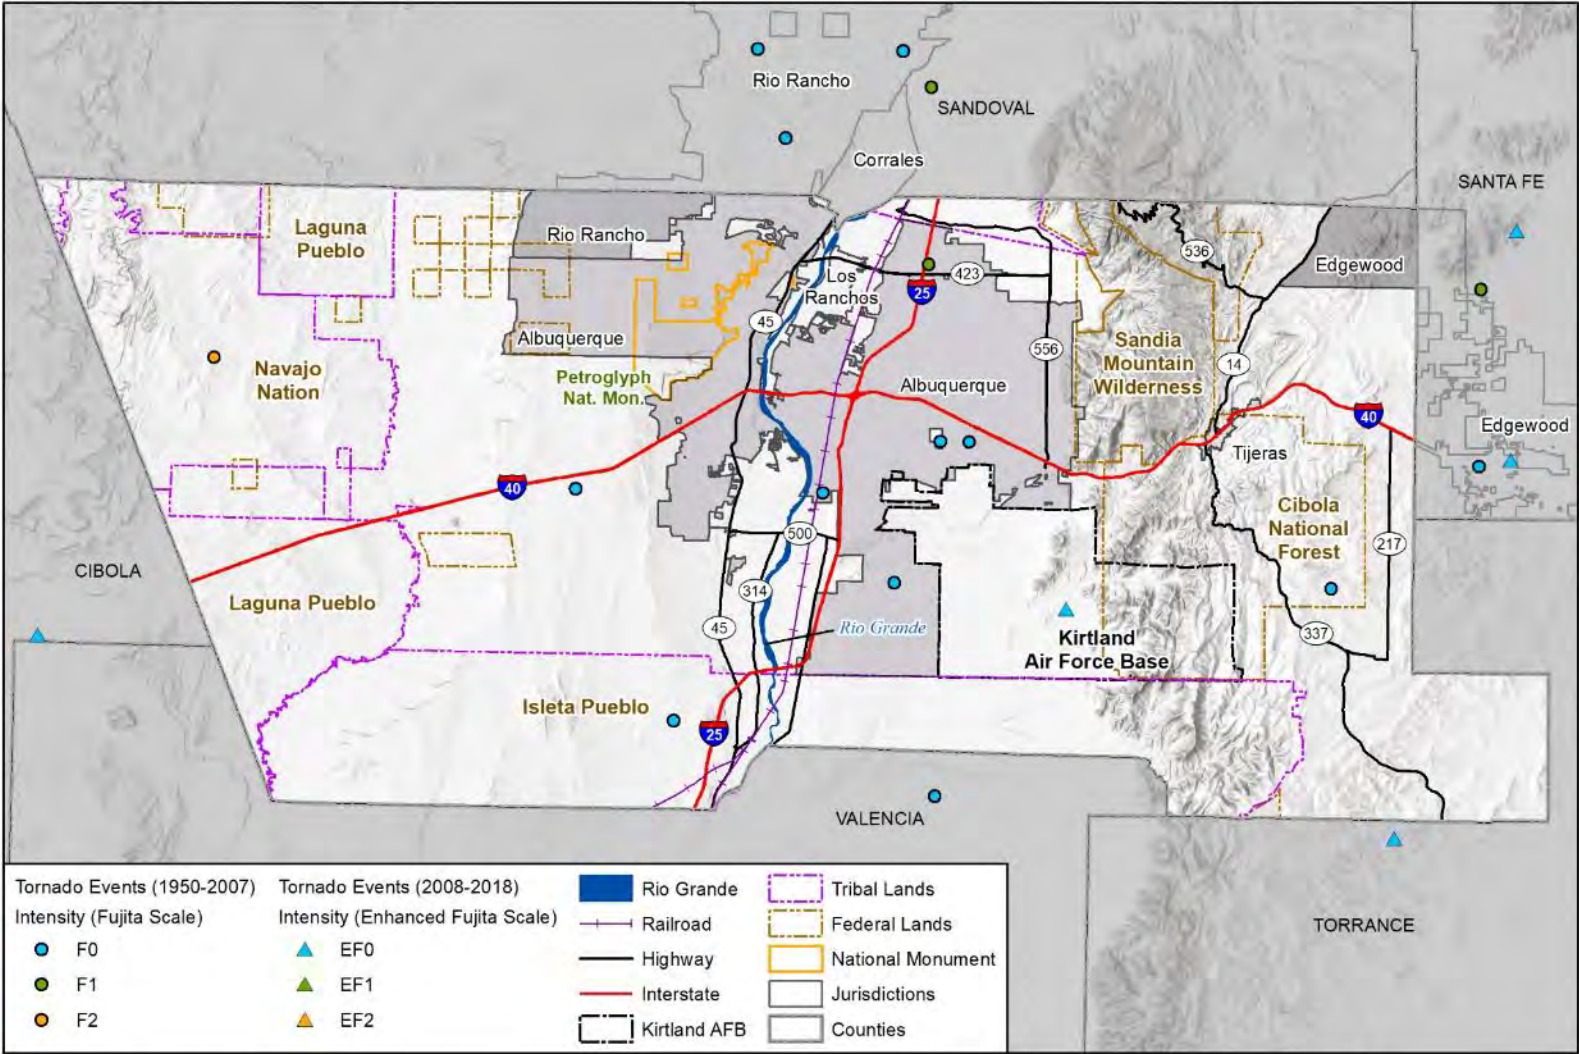 Rio Rancho
SANDOVAL
Corrales
SANTA FE
Laguna
Pueblo
Rio Rancho
536
Edgewood
Los
Ranchos
423
25
45
Albuquerque
556
Sandia
Mountain
Wilderness
14
Navajo
Nation
Petroglyph
Nat. Mon.
Albuquerque
40
Edgewood
Tijeras
40
Cibola
National
Forest
500
217
CIBOLA
Laguna Pueblo
314
45
Rio Grande
Kirtland
Air Force Base
337
Isleta Pueblo
25
VALENCIA
TORRANCE
Tornado Events (1950-2007)
Intensity (Fujita Scale)
F0
F1
F2
Tornado Events (2008-2018)
Intensity (Enhanced Fujita Scale)
EF0
EF1
EF2
Rio Grande
Railroad
Highway
Interstate
Kirtland AFB
Tribal Lands
Federal Lands
National Monument
Jurisdictions
Counties